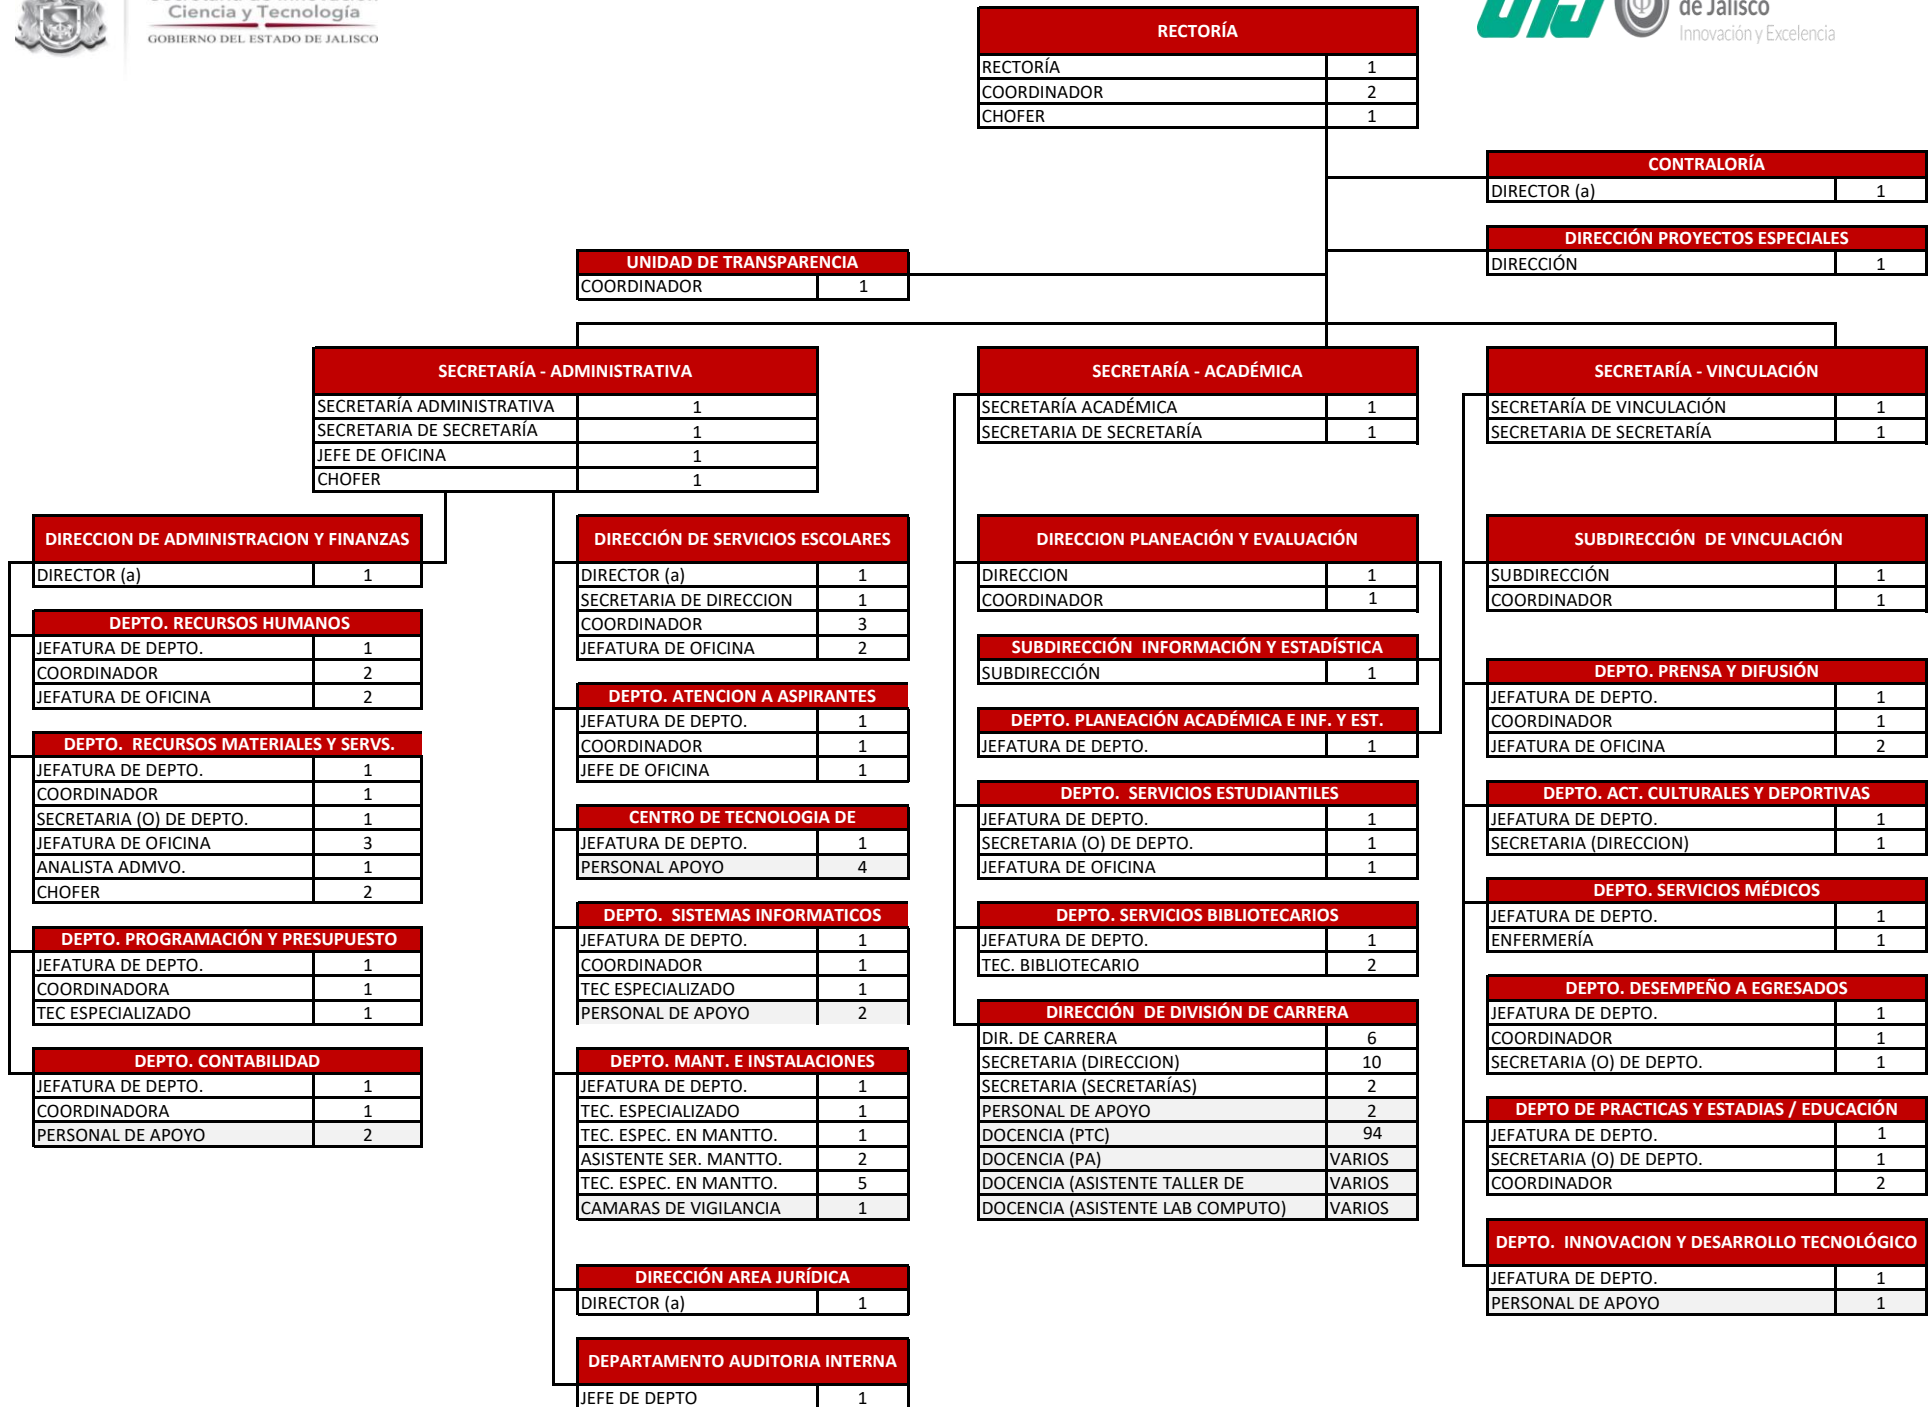 Ciencia y Tecnología
GOBIERNO DEL ESTADO DE JALISCO
UTJ
de Jalisco
Innovación y Excelencia
RECTORÍA
RECTORÍA 1
COORDINADOR 2
CHOFER 1
CONTRALORÍA
DIRECTOR (a) 1
DIRECCIÓN PROYECTOS ESPECIALES
DIRECCIÓN 1
UNIDAD DE TRANSPARENCIA
COORDINADOR 1
SECRETARÍA - ADMINISTRATIVA
SECRETARÍA ADMINISTRATIVA 1
SECRETARIA DE SECRETARÍA 1
JEFE DE OFICINA 1
CHOFER 1
SECRETARÍA - ACADÉMICA
SECRETARÍA ACADÉMICA 1
SECRETARIA DE SECRETARÍA 1
SECRETARÍA - VINCULACIÓN
SECRETARÍA DE VINCULACIÓN 1
SECRETARIA DE SECRETARÍA 1
DIRECCION DE ADMINISTRACION Y FINANZAS
DIRECTOR (a) 1
DEPTO. RECURSOS HUMANOS
JEFATURA DE DEPTO. 1
COORDINADOR 2
JEFATURA DE OFICINA 2
DEPTO. RECURSOS MATERIALES Y SERVS.
JEFATURA DE DEPTO. 1
COORDINADOR 1
SECRETARIA (O) DE DEPTO. 1
JEFATURA DE OFICINA 3
ANALISTA ADMVO. 1
CHOFER 2
DEPTO. PROGRAMACIÓN Y PRESUPUESTO
JEFATURA DE DEPTO. 1
COORDINADORA 1
TEC ESPECIALIZADO 1
DEPTO. CONTABILIDAD
JEFATURA DE DEPTO. 1
COORDINADORA 1
PERSONAL DE APOYO 2
DIRECCIÓN DE SERVICIOS ESCOLARES
DIRECTOR (a) 1
SECRETARIA DE DIRECCION 1
COORDINADOR 3
JEFATURA DE OFICINA 2
DEPTO. ATENCION A ASPIRANTES
JEFATURA DE DEPTO. 1
COORDINADOR 1
JEFE DE OFICINA 1
CENTRO DE TECNOLOGIA DE
JEFATURA DE DEPTO. 1
PERSONAL APOYO 4
DEPTO. SISTEMAS INFORMATICOS
JEFATURA DE DEPTO. 1
COORDINADOR 1
TEC ESPECIALIZADO 1
PERSONAL DE APOYO 2
DEPTO. MANT. E INSTALACIONES
JEFATURA DE DEPTO. 1
TEC. ESPECIALIZADO 1
TEC. ESPEC. EN MANTTO. 1
ASISTENTE SER. MANTTO. 2
TEC. ESPEC. EN MANTTO. 5
CAMARAS DE VIGILANCIA 1
DIRECCIÓN AREA JURÍDICA
DIRECTOR (a) 1
DEPARTAMENTO AUDITORIA INTERNA
JEFE DE DEPTO 1
DIRECCION PLANEACIÓN Y EVALUACIÓN
DIRECCION 1
COORDINADOR 1
SUBDIRECCIÓN INFORMACIÓN Y ESTADÍSTICA
SUBDIRECCIÓN 1
DEPTO. PLANEACIÓN ACADÉMICA E INF. Y EST.
JEFATURA DE DEPTO. 1
DEPTO. SERVICIOS ESTUDIANTILES
JEFATURA DE DEPTO. 1
SECRETARIA (O) DE DEPTO. 1
JEFATURA DE OFICINA 1
DEPTO. SERVICIOS BIBLIOTECARIOS
JEFATURA DE DEPTO. 1
TEC. BIBLIOTECARIO 2
DIRECCIÓN DE DIVISIÓN DE CARRERA
DIR. DE CARRERA 6
SECRETARIA (DIRECCION) 10
SECRETARIA (SECRETARÍAS) 2
PERSONAL DE APOYO 2
DOCENCIA (PTC) 94
DOCENCIA (PA) VARIOS
DOCENCIA (ASISTENTE TALLER DE VARIOS
DOCENCIA (ASISTENTE LAB COMPUTO) VARIOS
SUBDIRECCIÓN DE VINCULACIÓN
SUBDIRECCIÓN 1
COORDINADOR 1
DEPTO. PRENSA Y DIFUSIÓN
JEFATURA DE DEPTO. 1
COORDINADOR 1
JEFATURA DE OFICINA 2
DEPTO. ACT. CULTURALES Y DEPORTIVAS
JEFATURA DE DEPTO. 1
SECRETARIA (DIRECCION) 1
DEPTO. SERVICIOS MÉDICOS
JEFATURA DE DEPTO. 1
ENFERMERÍA 1
DEPTO. DESEMPEÑO A EGRESADOS
JEFATURA DE DEPTO. 1
COORDINADOR 1
SECRETARIA (O) DE DEPTO. 1
DEPTO DE PRACTICAS Y ESTADIAS / EDUCACIÓN
JEFATURA DE DEPTO. 1
SECRETARIA (O) DE DEPTO. 1
COORDINADOR 2
DEPTO. INNOVACION Y DESARROLLO TECNOLÓGICO
JEFATURA DE DEPTO. 1
PERSONAL DE APOYO 1